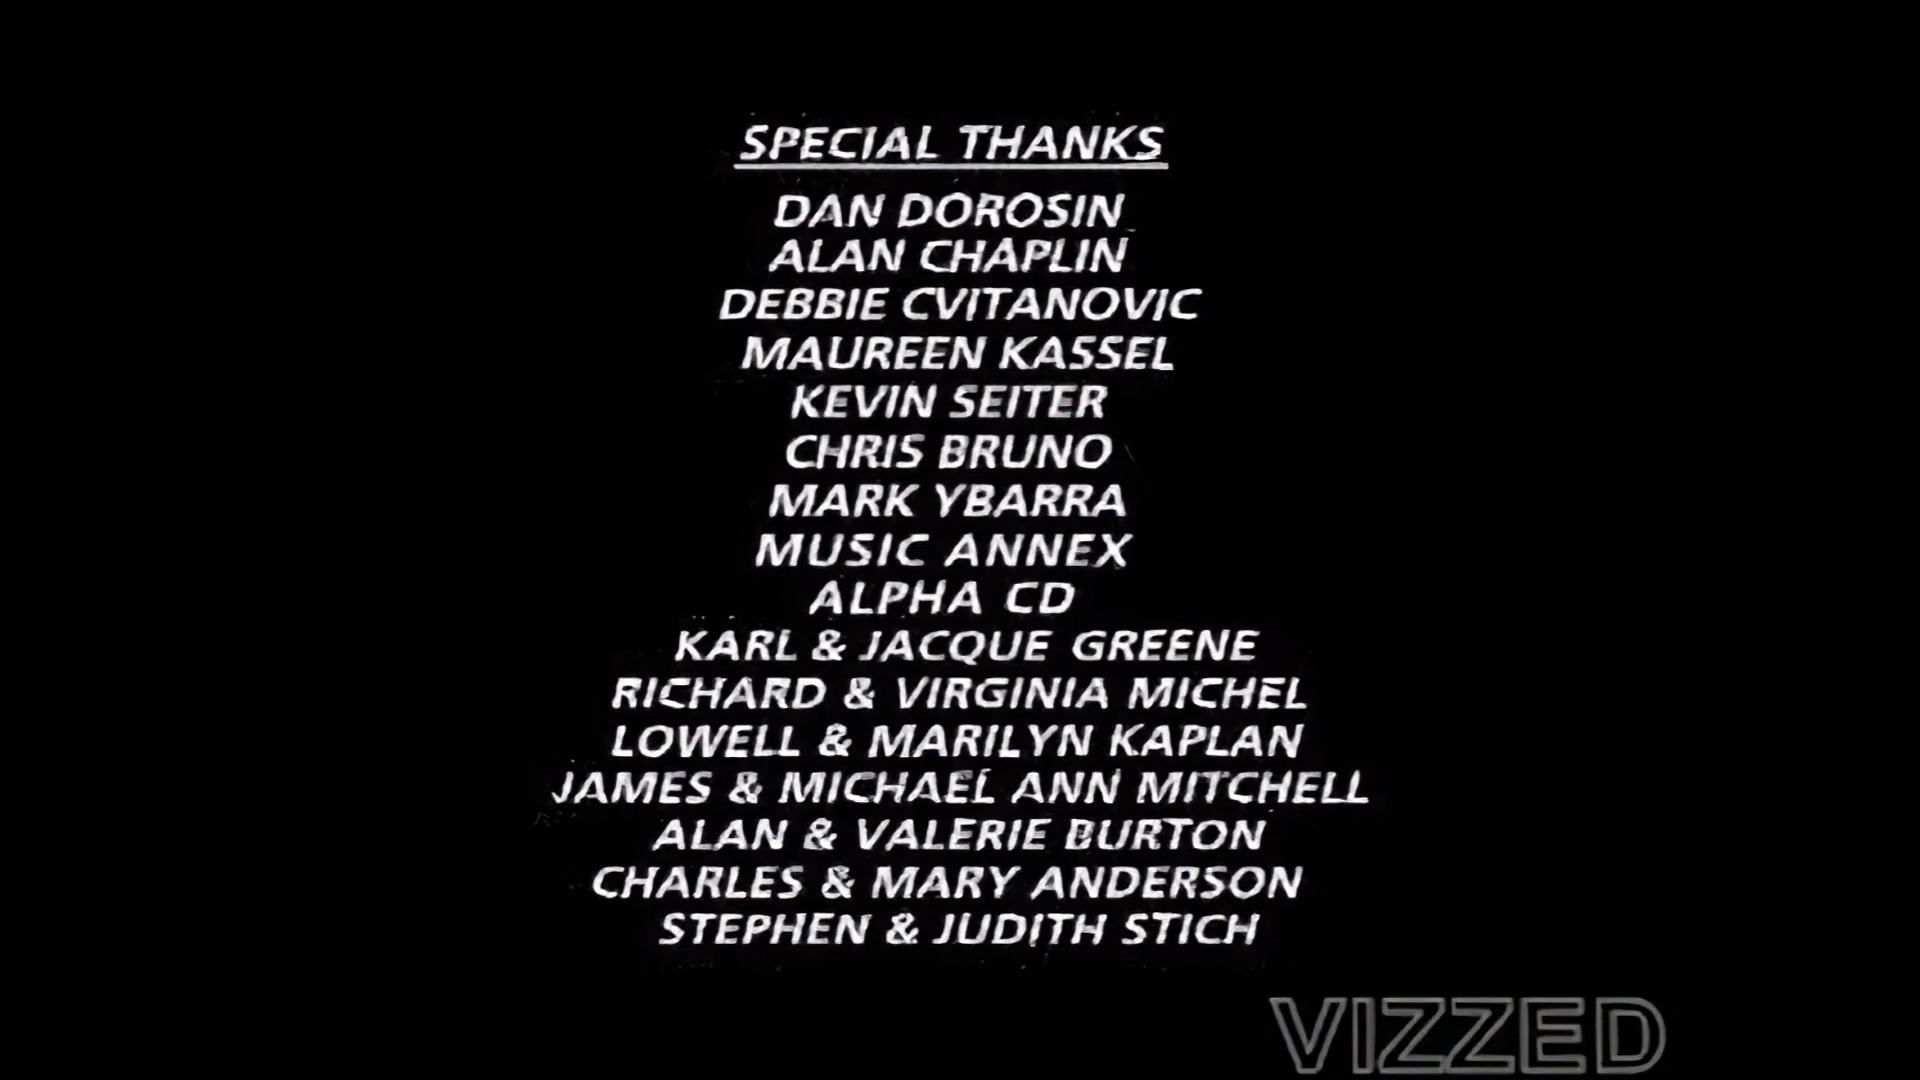 SPECIAL THANKS
DAN DOROSIN
ALAN CHAPLIN
DEBBIE CVITANOVIC
MAUREEN KASSEL
KEVIN SEITER
CHRIS BRUNO
MARK YBARRA
MUSIC ANNEX
ALPHA CD
KARL & JACQUE GREENE
RICHARD & VIRGINIA MICHEL
LOWELL & MARILYN KAPLAN
JAMES & MICHAEL ANN MITCHELL
ALAN & VALERIE BURTON
CHARLES & MARY ANDERSON
STEPHEN & JUDITH STICH
VIZZED